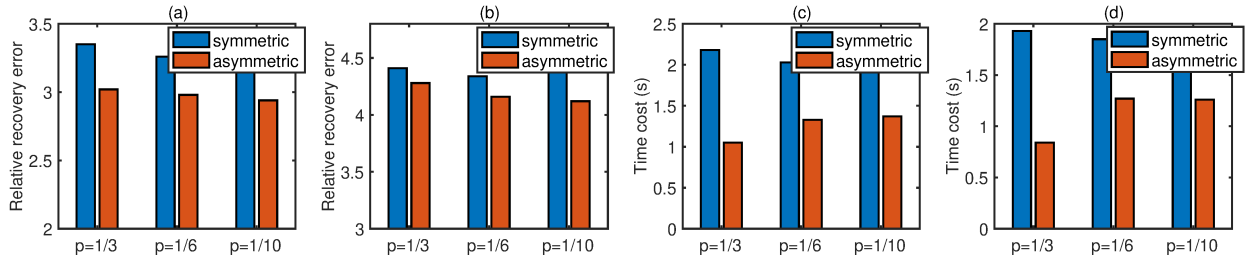 (a)
Relative recovery error
3.5
3
2.5
2
symmetric
asymmetric
p=1/3 p=1/6 p=1/10
(b)
Relative recovery error
4.5
4
3.5
3
symmetric
asymmetric
p=1/3 p=1/6 p=1/10
(c)
Time cost (s)
2.5
2
1.5
1
0.5
0
symmetric
asymmetric
p=1/3 p=1/6 p=1/10
(d)
Time cost (s)
2
1.5
1
0.5
0
symmetric
asymmetric
p=1/3 p=1/6 p=1/10